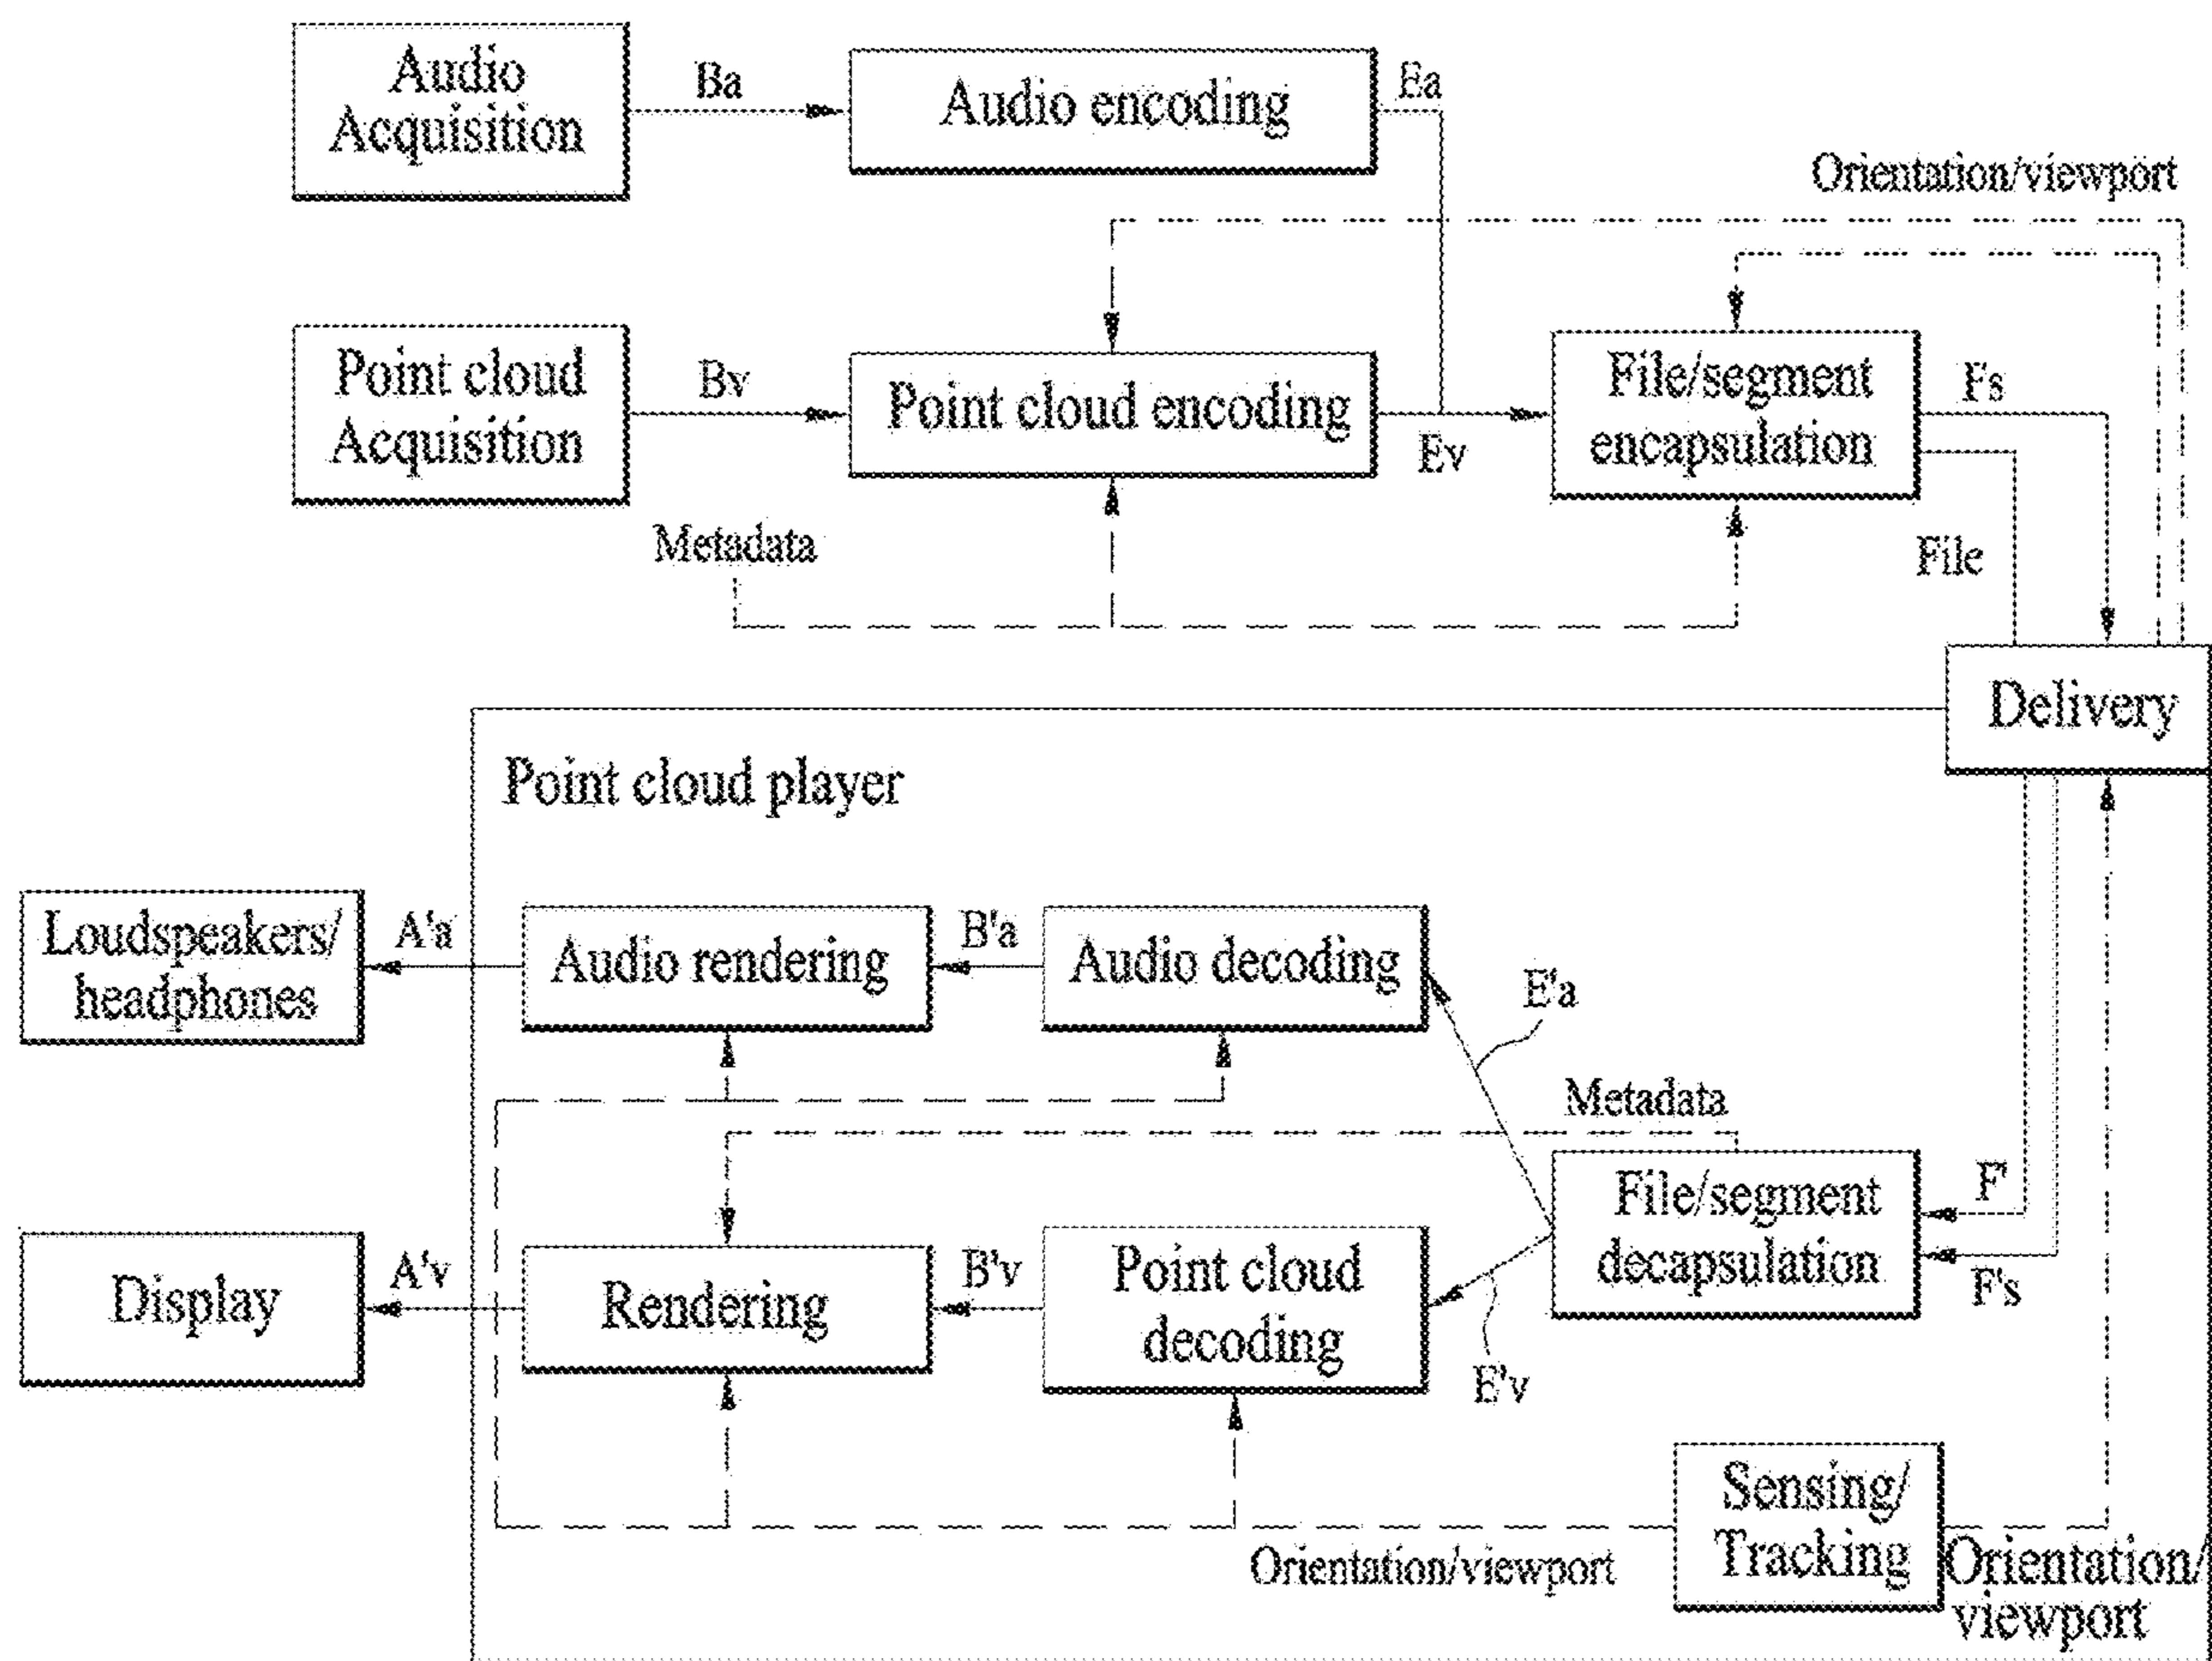 Audio
Acquisition
Ba
Audio encoding
Ea
Orientation/viewport
Point cloud
Acquisition
Bv
Point cloud encoding
Ev
File/segment
encapsulation
Fs
File
Metadata
Delivery
Point cloud player
Loudspeakers/
headphones
A'a
Audio rendering
B'a
Audio decoding
E'a
Metadata
Display
A'v
Rendering
B'v
Point cloud
decoding
E'v
File/segment
decapsulation
F'
F's
Sensing/
Tracking
Orientation/viewport
Orientation/
viewport